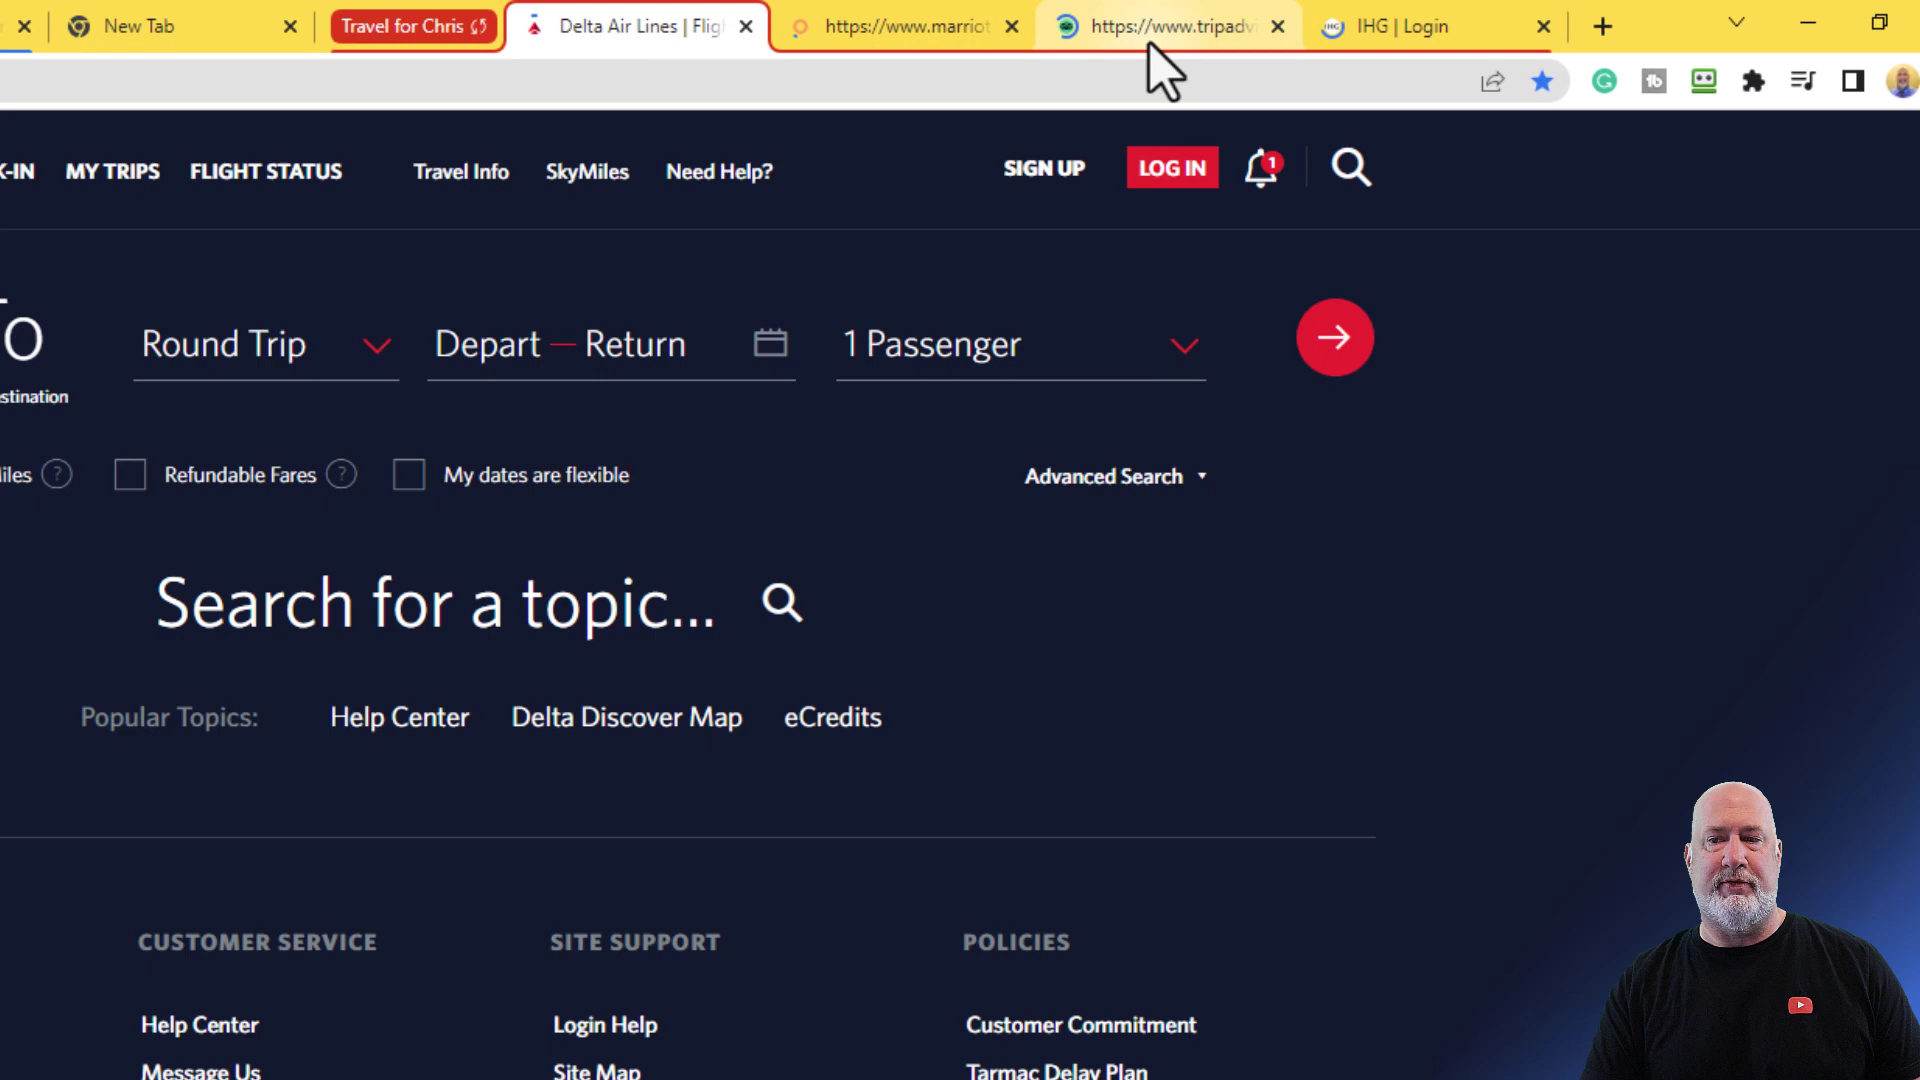 New Tab
Travel for Chris
Delta Air Lines | Flig
https://www.marriot
https://www.tripadvi
IHG | Login
K-IN
MY TRIPS
FLIGHT STATUS
Travel Info
SkyMiles
Need Help?
SIGN UP
LOG IN
1
Round Trip
Depart — Return
1 Passenger
estination
iles ?
Refundable Fares ?
My dates are flexible
Advanced Search
Search for a topic...
Popular Topics:
Help Center
Delta Discover Map
eCredits
CUSTOMER SERVICE
SITE SUPPORT
POLICIES
Help Center
Login Help
Customer Commitment
Message Us
Site Map
Tarmac Delay Plan